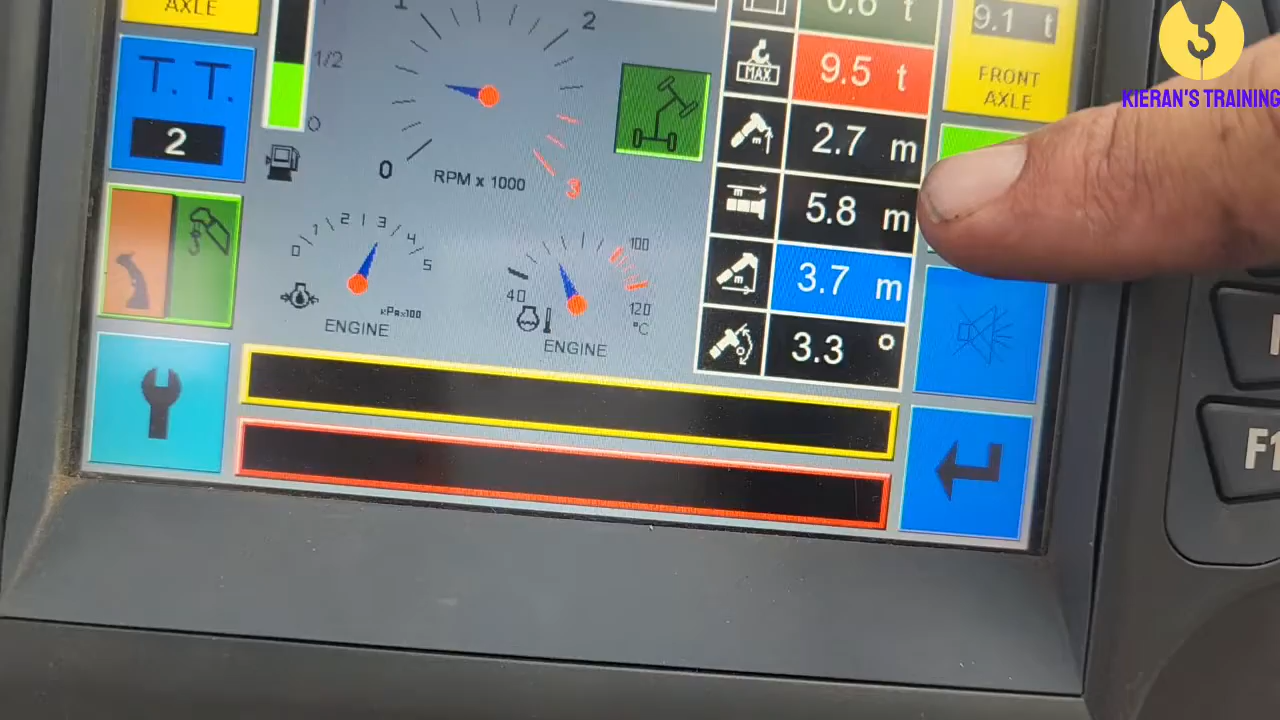 AXLE
1
2
0.6 t
9.1 t
KIERAN'S TRAINING
1/2
T. T.
2
0
0
RPM x 1000
3
MAX
9.5 t
FRONT
AXLE
m
2.7 m
m
5.8 m
m
3.7 m
3.3 °
0 1 2 3 4 5
kPa x100
ENGINE
40
100
120
°C
ENGINE
F1